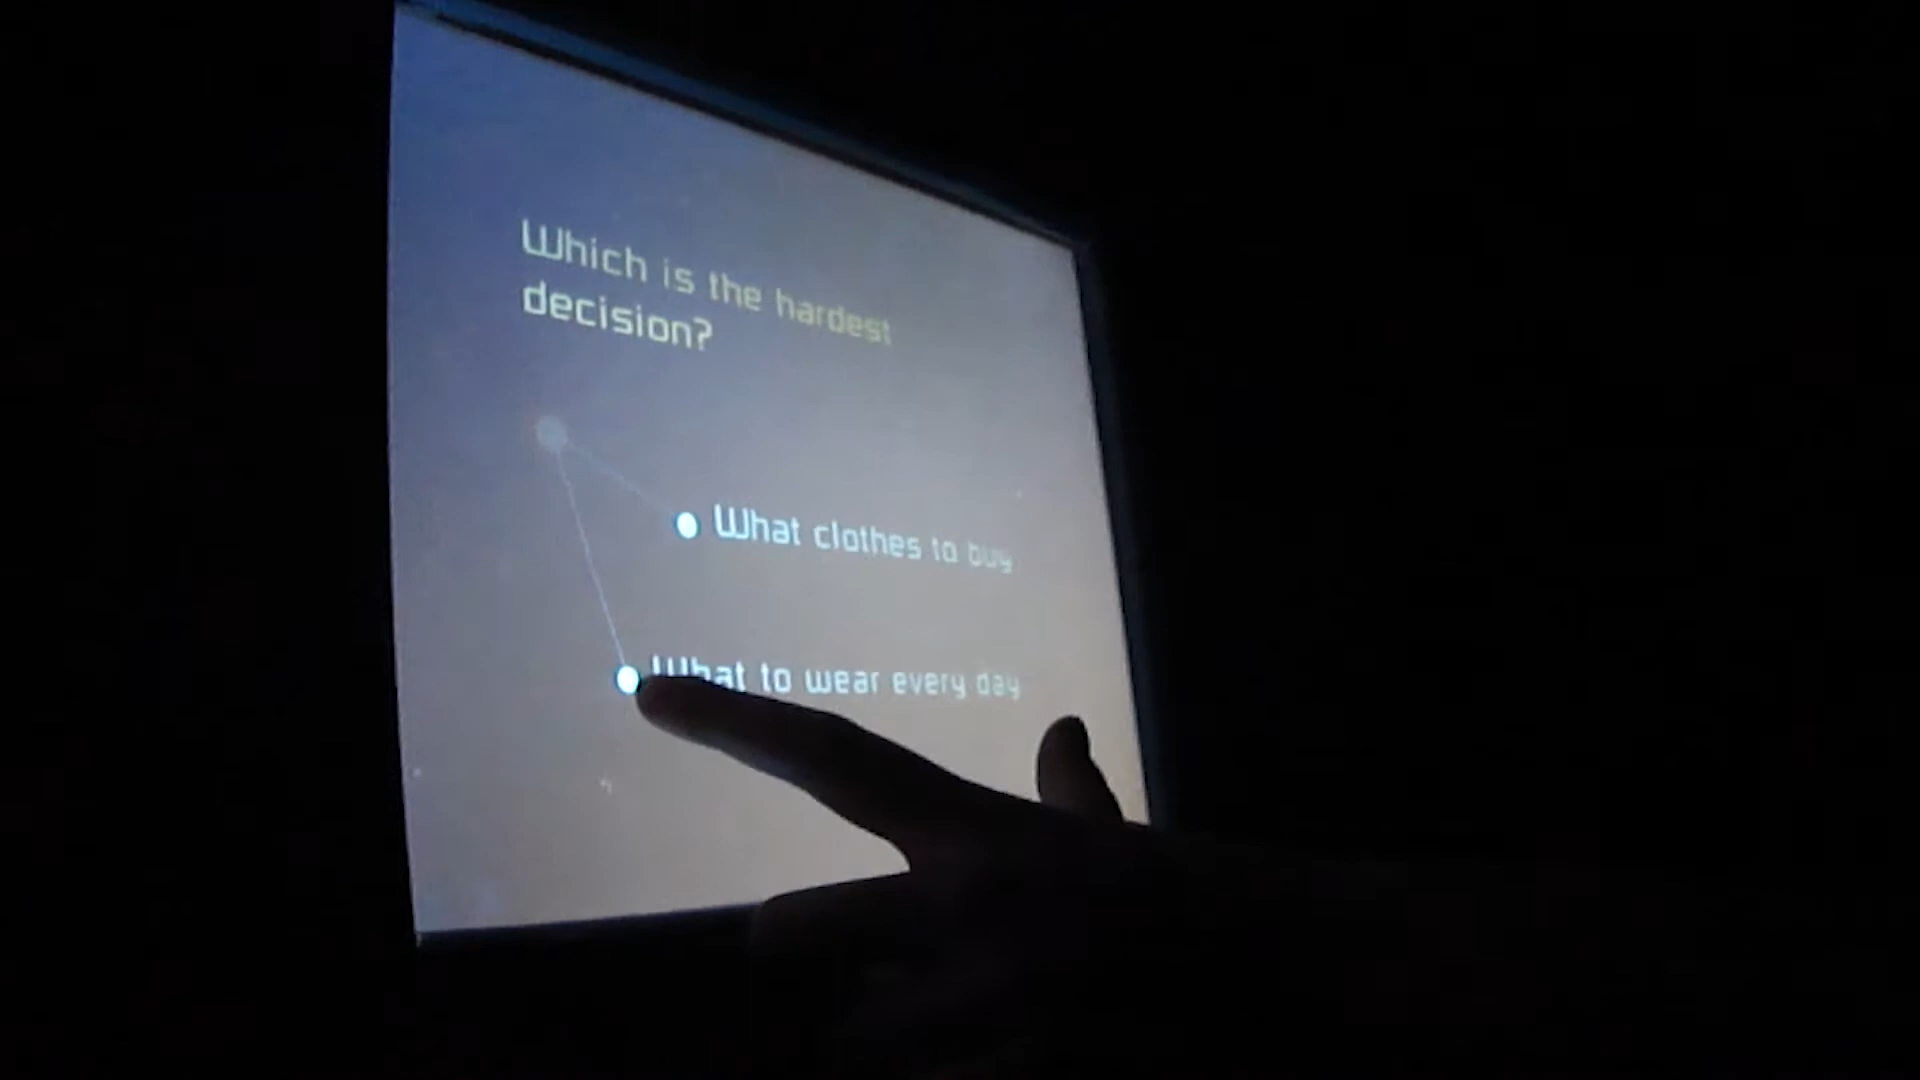 Which is the hardest
decision?
What clothes to buy
What to wear every day